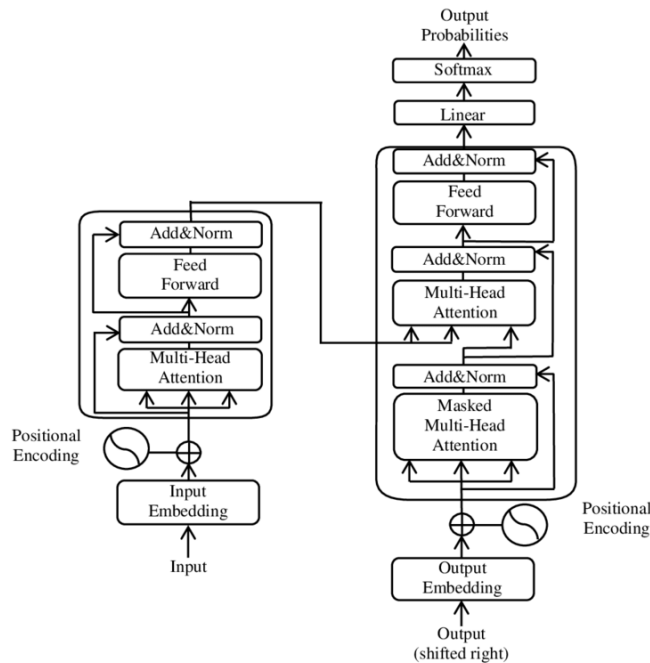 Output
Probabilities
Softmax
Linear
Add&Norm
Feed
Forward
Add&Norm
Multi-Head
Attention
Add&Norm
Masked
Multi-Head
Attention
Add&Norm
Feed
Forward
Add&Norm
Multi-Head
Attention
Positional
Encoding
Input
Embedding
Input
Positional
Encoding
Output
Embedding
Output
(shifted right)